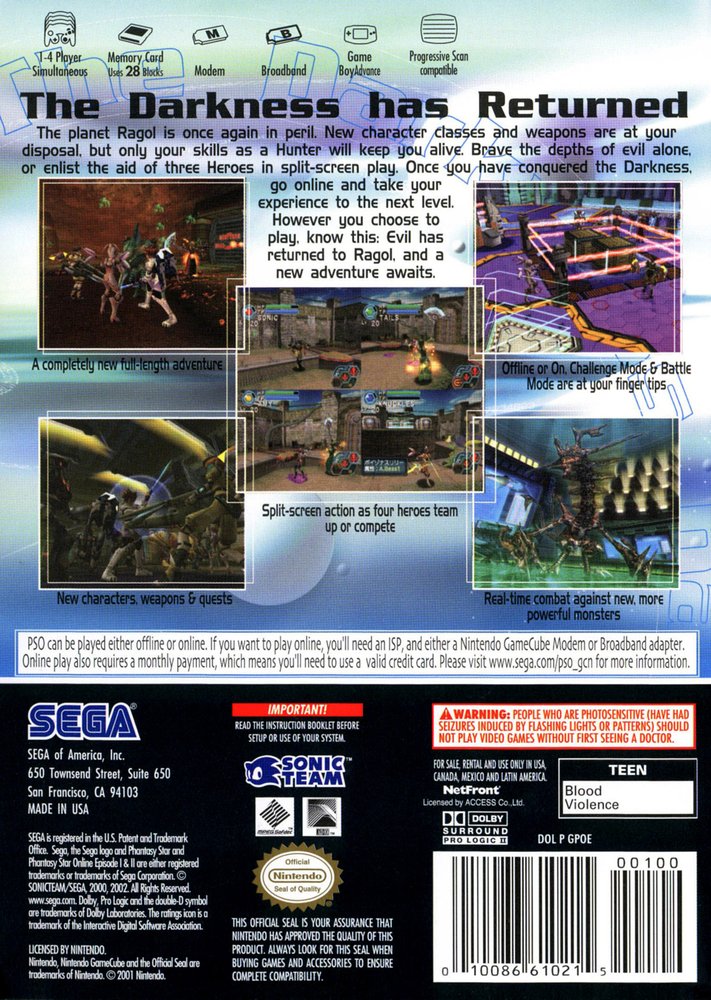 1-4 Player
Simultaneous
Memory Card
Uses 28 Blocks
M
Modem
B
Broadband
Game
BoyAdvance
Progressive Scan
compatible
The Darkness has Returned
The planet Ragol is once again in peril. New character classes and weapons are at your
disposal, but only your skills as a Hunter will keep you alive. Brave the depths of evil alone,
or enlist the aid of three Heroes in split-screen play. Once you have conquered the Darkness,
go online and take your
experience to the next level.
However you choose to
play, know this: Evil has
returned to Ragol, and a
new adventure awaits.
SONIC
TAILS
A completely new full-length adventure
Offline or On, Challenge Mode & Battle
Mode are at your finger tips
Split-screen action as four heroes team
up or compete
New characters, weapons & quests
Real-time combat against new, more
powerful monsters
PSO can be played either offline or online. If you want to play online, you'll need an ISP, and either a Nintendo GameCube Modem or Broadband adapter.
Online play also requires a monthly payment, which means you'll need to use a valid credit card. Please visit www.sega.com/pso_gcn for more information.
SEGA
SEGA of America, Inc.
650 Townsend Street, Suite 650
San Francisco, CA 94103
MADE IN USA
SEGA is registered in the U.S. Patent and Trademark
Office. Sega, the Sega logo and Phantasy Star and
Phantasy Star Online Episode I & II are either registered
trademarks or trademarks of Sega Corporation. ©
SONICTEAM/SEGA, 2000, 2002. All Rights Reserved.
www.sega.com. Dolby, Pro Logic and the double-D symbol
are trademarks of Dolby Laboratories. The ratings icon is a
trademark of the Interactive Digital Software Association.
LICENSED BY NINTENDO.
Nintendo, Nintendo GameCube and the Official Seal are
trademarks of Nintendo. © 2001 Nintendo.
IMPORTANT!
READ THE INSTRUCTION BOOKLET BEFORE
SETUP OR USE OF YOUR SYSTEM.
SONIC
TEAM
Official
Nintendo
Seal of Quality
THIS OFFICIAL SEAL IS YOUR ASSURANCE THAT
NINTENDO HAS APPROVED THE QUALITY OF THIS
PRODUCT. ALWAYS LOOK FOR THIS SEAL WHEN
BUYING GAMES AND ACCESSORIES TO ENSURE
COMPLETE COMPATIBILITY.
WARNING: PEOPLE WHO ARE PHOTOSENSITIVE (HAVE HAD
SEIZURES INDUCED BY FLASHING LIGHTS OR PATTERNS) SHOULD
NOT PLAY VIDEO GAMES WITHOUT FIRST SEEING A DOCTOR.
FOR SALE, RENTAL AND USE ONLY IN USA,
CANADA, MEXICO AND LATIN AMERICA.
NetFront
Licensed by ACCESS Co., Ltd.
DOLBY
SURROUND
PRO LOGIC II
TEEN
Blood
Violence
DOL P GPOE
00100
0 10086 61021 5